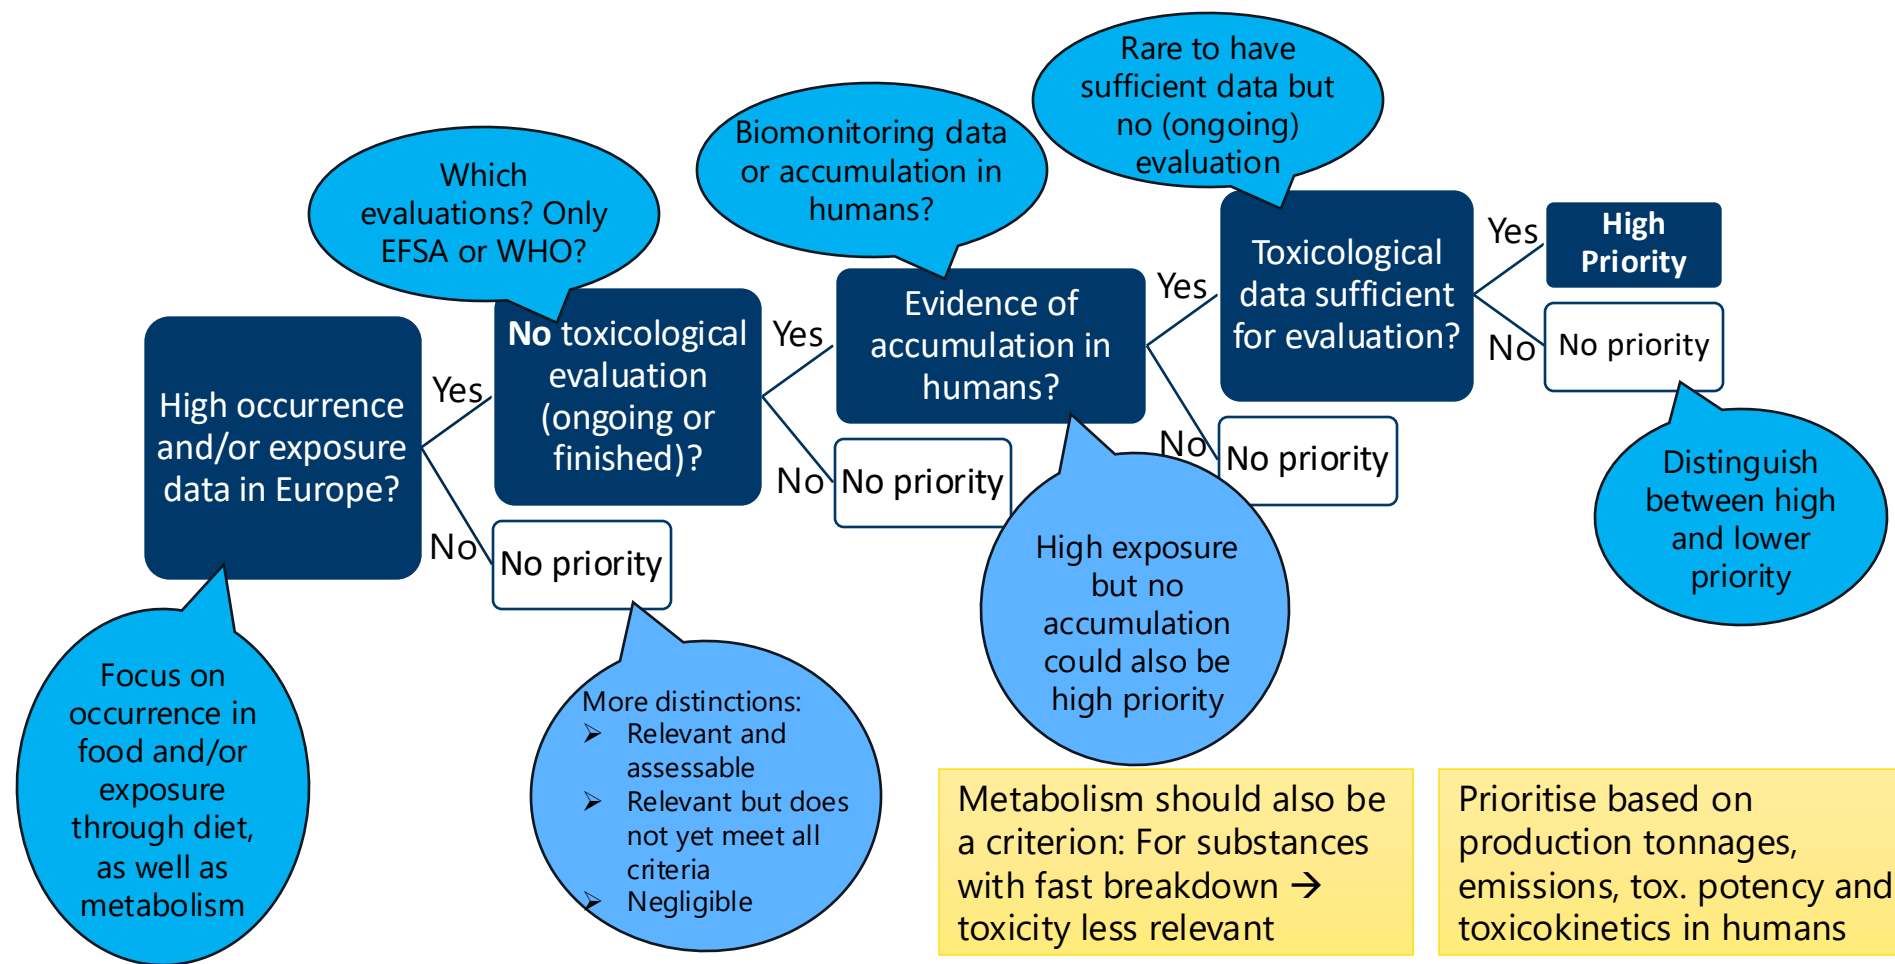 Rare to have
sufficient data but
no (ongoing)
evaluation
Biomonitoring data
or accumulation in
humans?
Which
evaluations? Only
EFSA or WHO?
High occurrence
and/or exposure
data in Europe?
Yes
No
No toxicological
evaluation
(ongoing or
finished)?
No priority
Yes
No
Evidence of
accumulation in
humans?
No priority
Yes
No
Toxicological
data sufficient
for evaluation?
No priority
Yes
No
High
Priority
No priority
Focus on
occurrence in
food and/or
exposure
through diet,
as well as
metabolism
More distinctions:
➢ Relevant and
assessable
➢ Relevant but does
not yet meet all
criteria
➢ Negligible
High exposure
but no
accumulation
could also be
high priority
Distinguish
between high
and lower
priority
Metabolism should also be
a criterion: For substances
with fast breakdown →
toxicity less relevant
Prioritise based on
production tonnages,
emissions, tox. potency and
toxicokinetics in humans